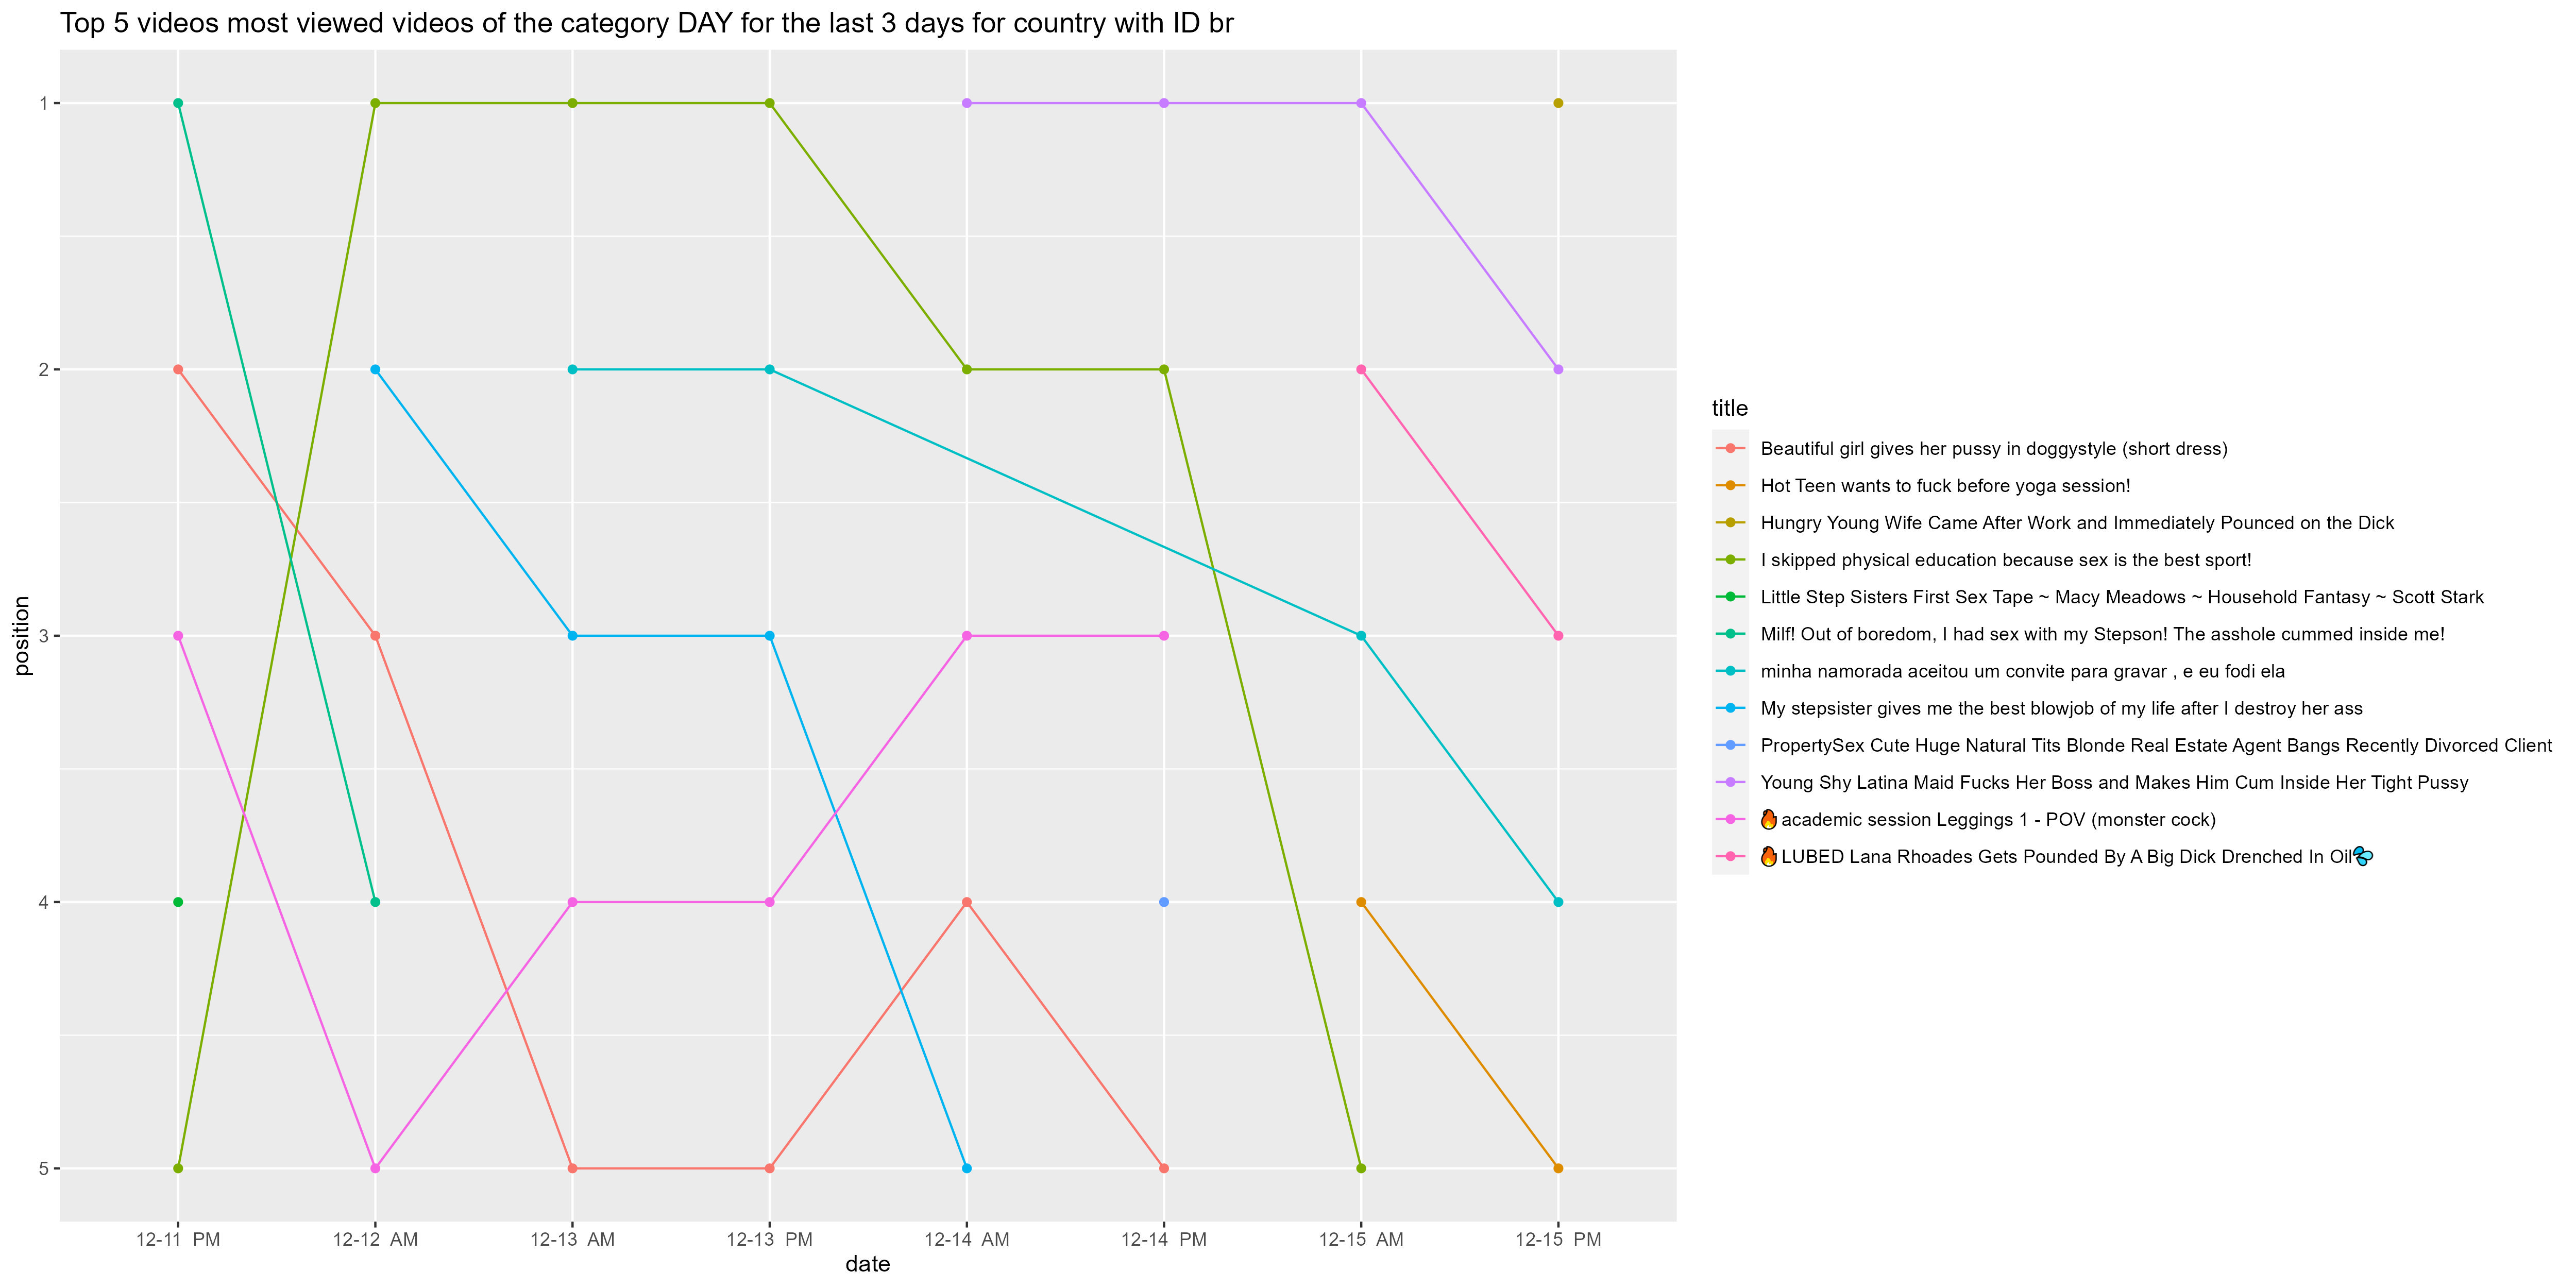 Top 5 videos most viewed videos of the category DAY for the last 3 days for country with ID br
position
1
2
3
4
5
12-11 PM
12-12 AM
12-13 AM
12-13 PM
12-14 AM
12-14 PM
12-15 AM
12-15 PM
date
title
Beautiful girl gives her pussy in doggystyle (short dress)
Hot Teen wants to fuck before yoga session!
Hungry Young Wife Came After Work and Immediately Pounced on the Dick
I skipped physical education because sex is the best sport!
Little Step Sisters First Sex Tape ~ Macy Meadows ~ Household Fantasy ~ Scott Stark
Milf! Out of boredom, I had sex with my Stepson! The asshole cummed inside me!
minha namorada aceitou um convite para gravar , e eu fodi ela
My stepsister gives me the best blowjob of my life after I destroy her ass
PropertySex Cute Huge Natural Tits Blonde Real Estate Agent Bangs Recently Divorced Client
Young Shy Latina Maid Fucks Her Boss and Makes Him Cum Inside Her Tight Pussy
🔥academic session Leggings 1 - POV (monster cock)
🔥LUBED Lana Rhoades Gets Pounded By A Big Dick Drenched In Oil💦